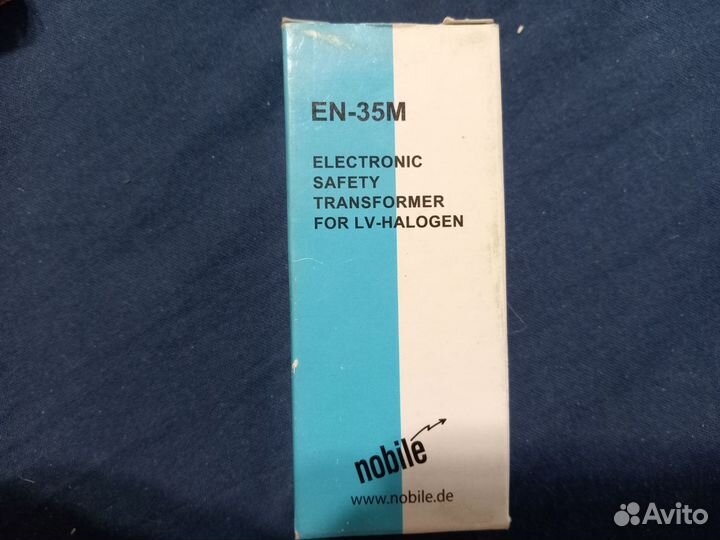 EN-35M
ELECTRONIC
SAFETY
TRANSFORMER
FOR LV-HALOGEN
nobile
www.nobile.de
Avito